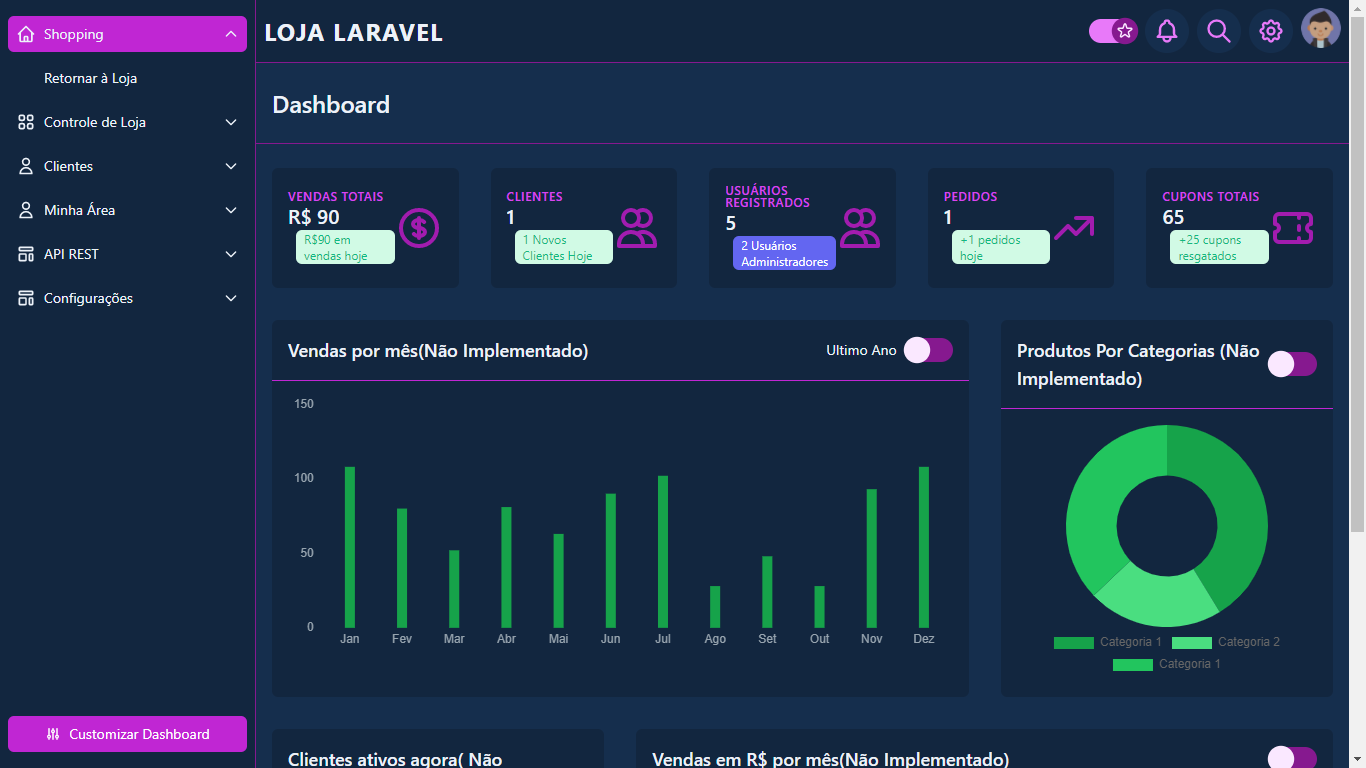 Shopping
Retornar à Loja
Controle de Loja
Clientes
Minha Área
API REST
Configurações
Customizar Dashboard
LOJA LARAVEL
Dashboard
VENDAS TOTAIS
R$ 90
R$90 em
vendas hoje
CLIENTES
1
1 Novos
Clientes Hoje
USUÁRIOS
REGISTRADOS
5
2 Usuários
Administradores
PEDIDOS
1
+1 pedidos
hoje
CUPONS TOTAIS
65
+25 cupons
resgatados
Vendas por mês(Não Implementado)
Ultimo Ano
150
100
50
0
Jan Fev Mar Abr Mai Jun Jul Ago Set Out Nov Dez
Produtos Por Categorias (Não
Implementado)
Categoria 1 Categoria 2
Categoria 1
Clientes ativos agora( Não
Vendas em R$ por mês(Não Implementado)